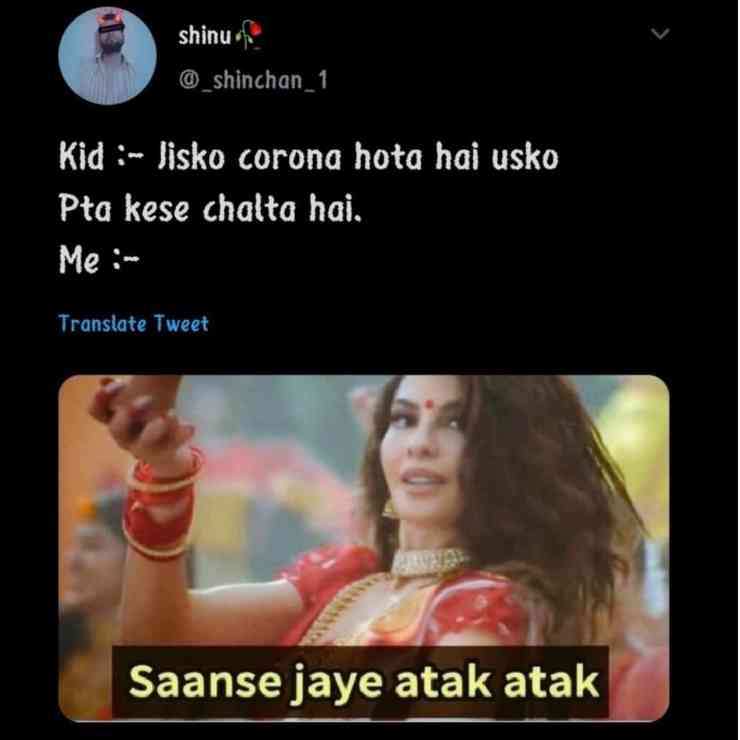 shinu🥀
@_shinchan_1
Kid :- Jisko corona hota hai usko
Pta kese chalta hai.
Me :-
Translate Tweet
Saanse jaye atak atak